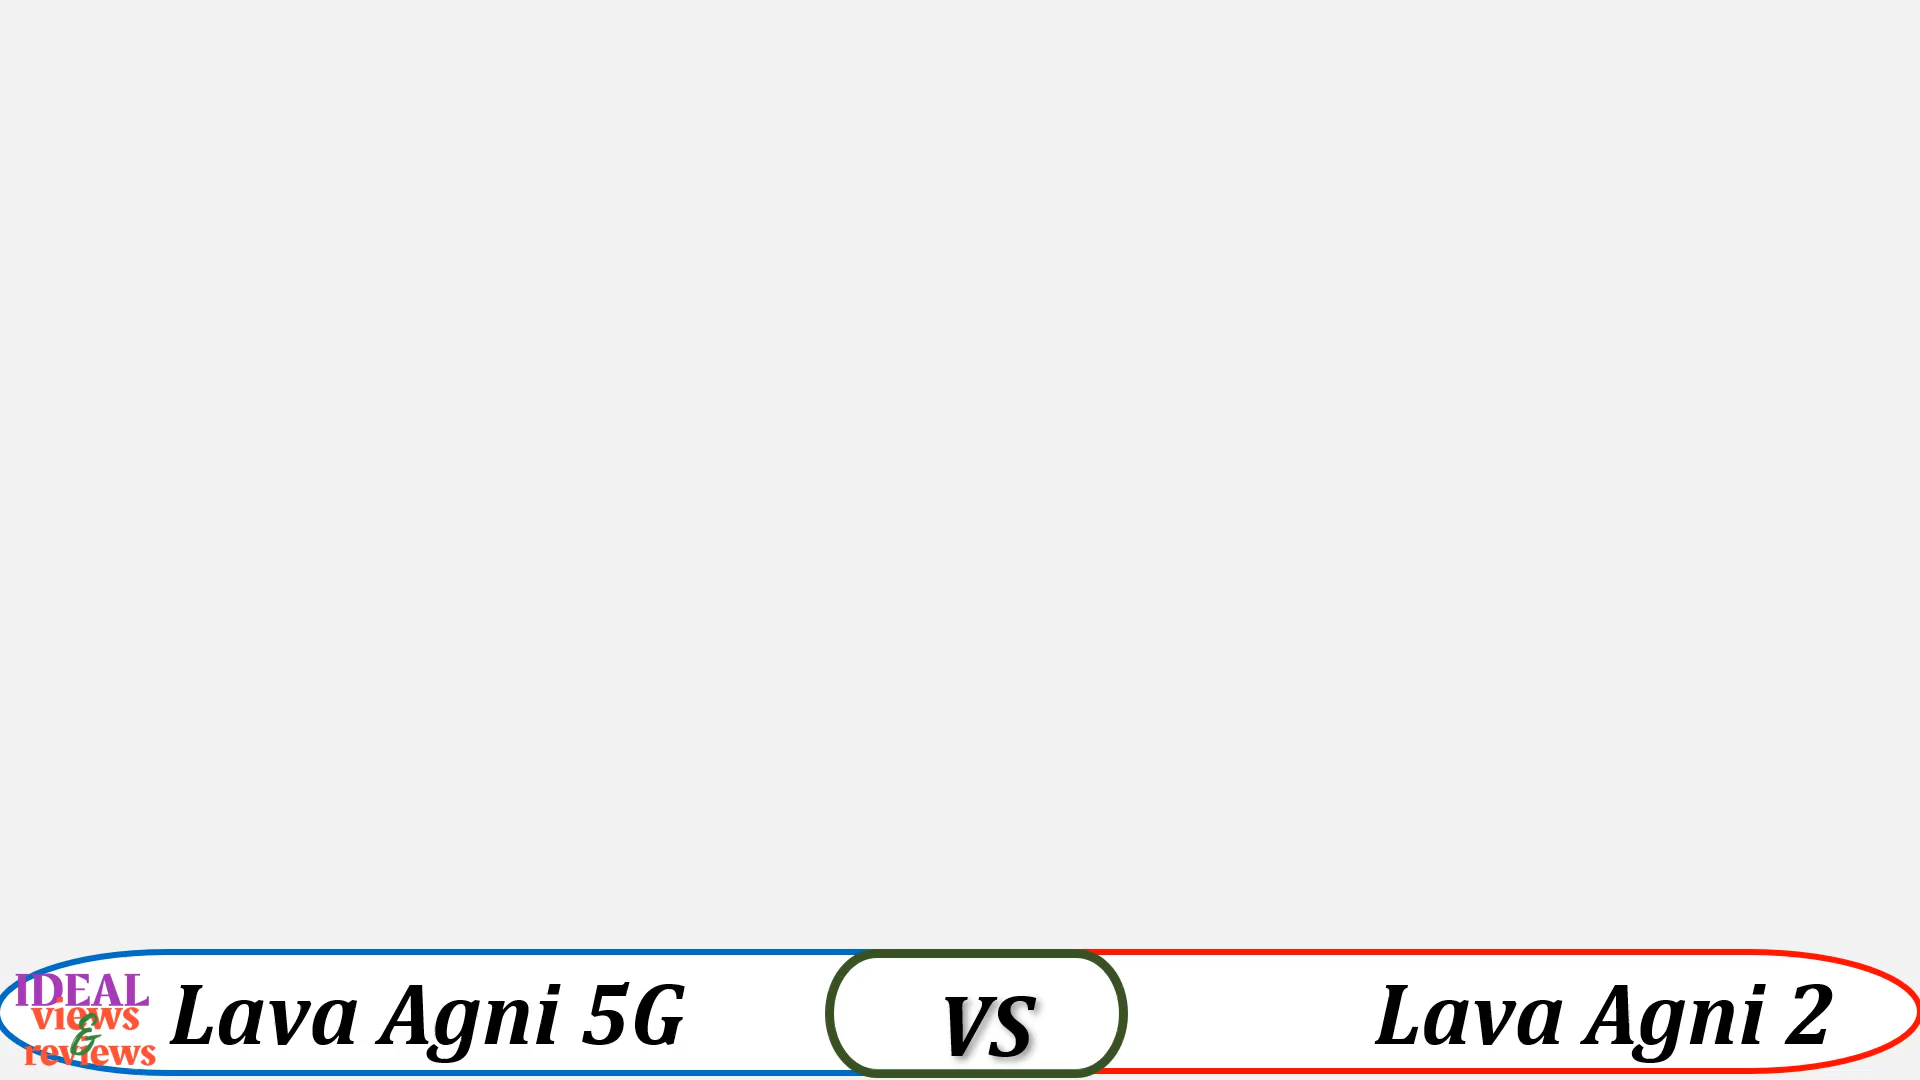 IDEAL
views
&
reviews
Lava Agni 5G
VS
Lava Agni 2